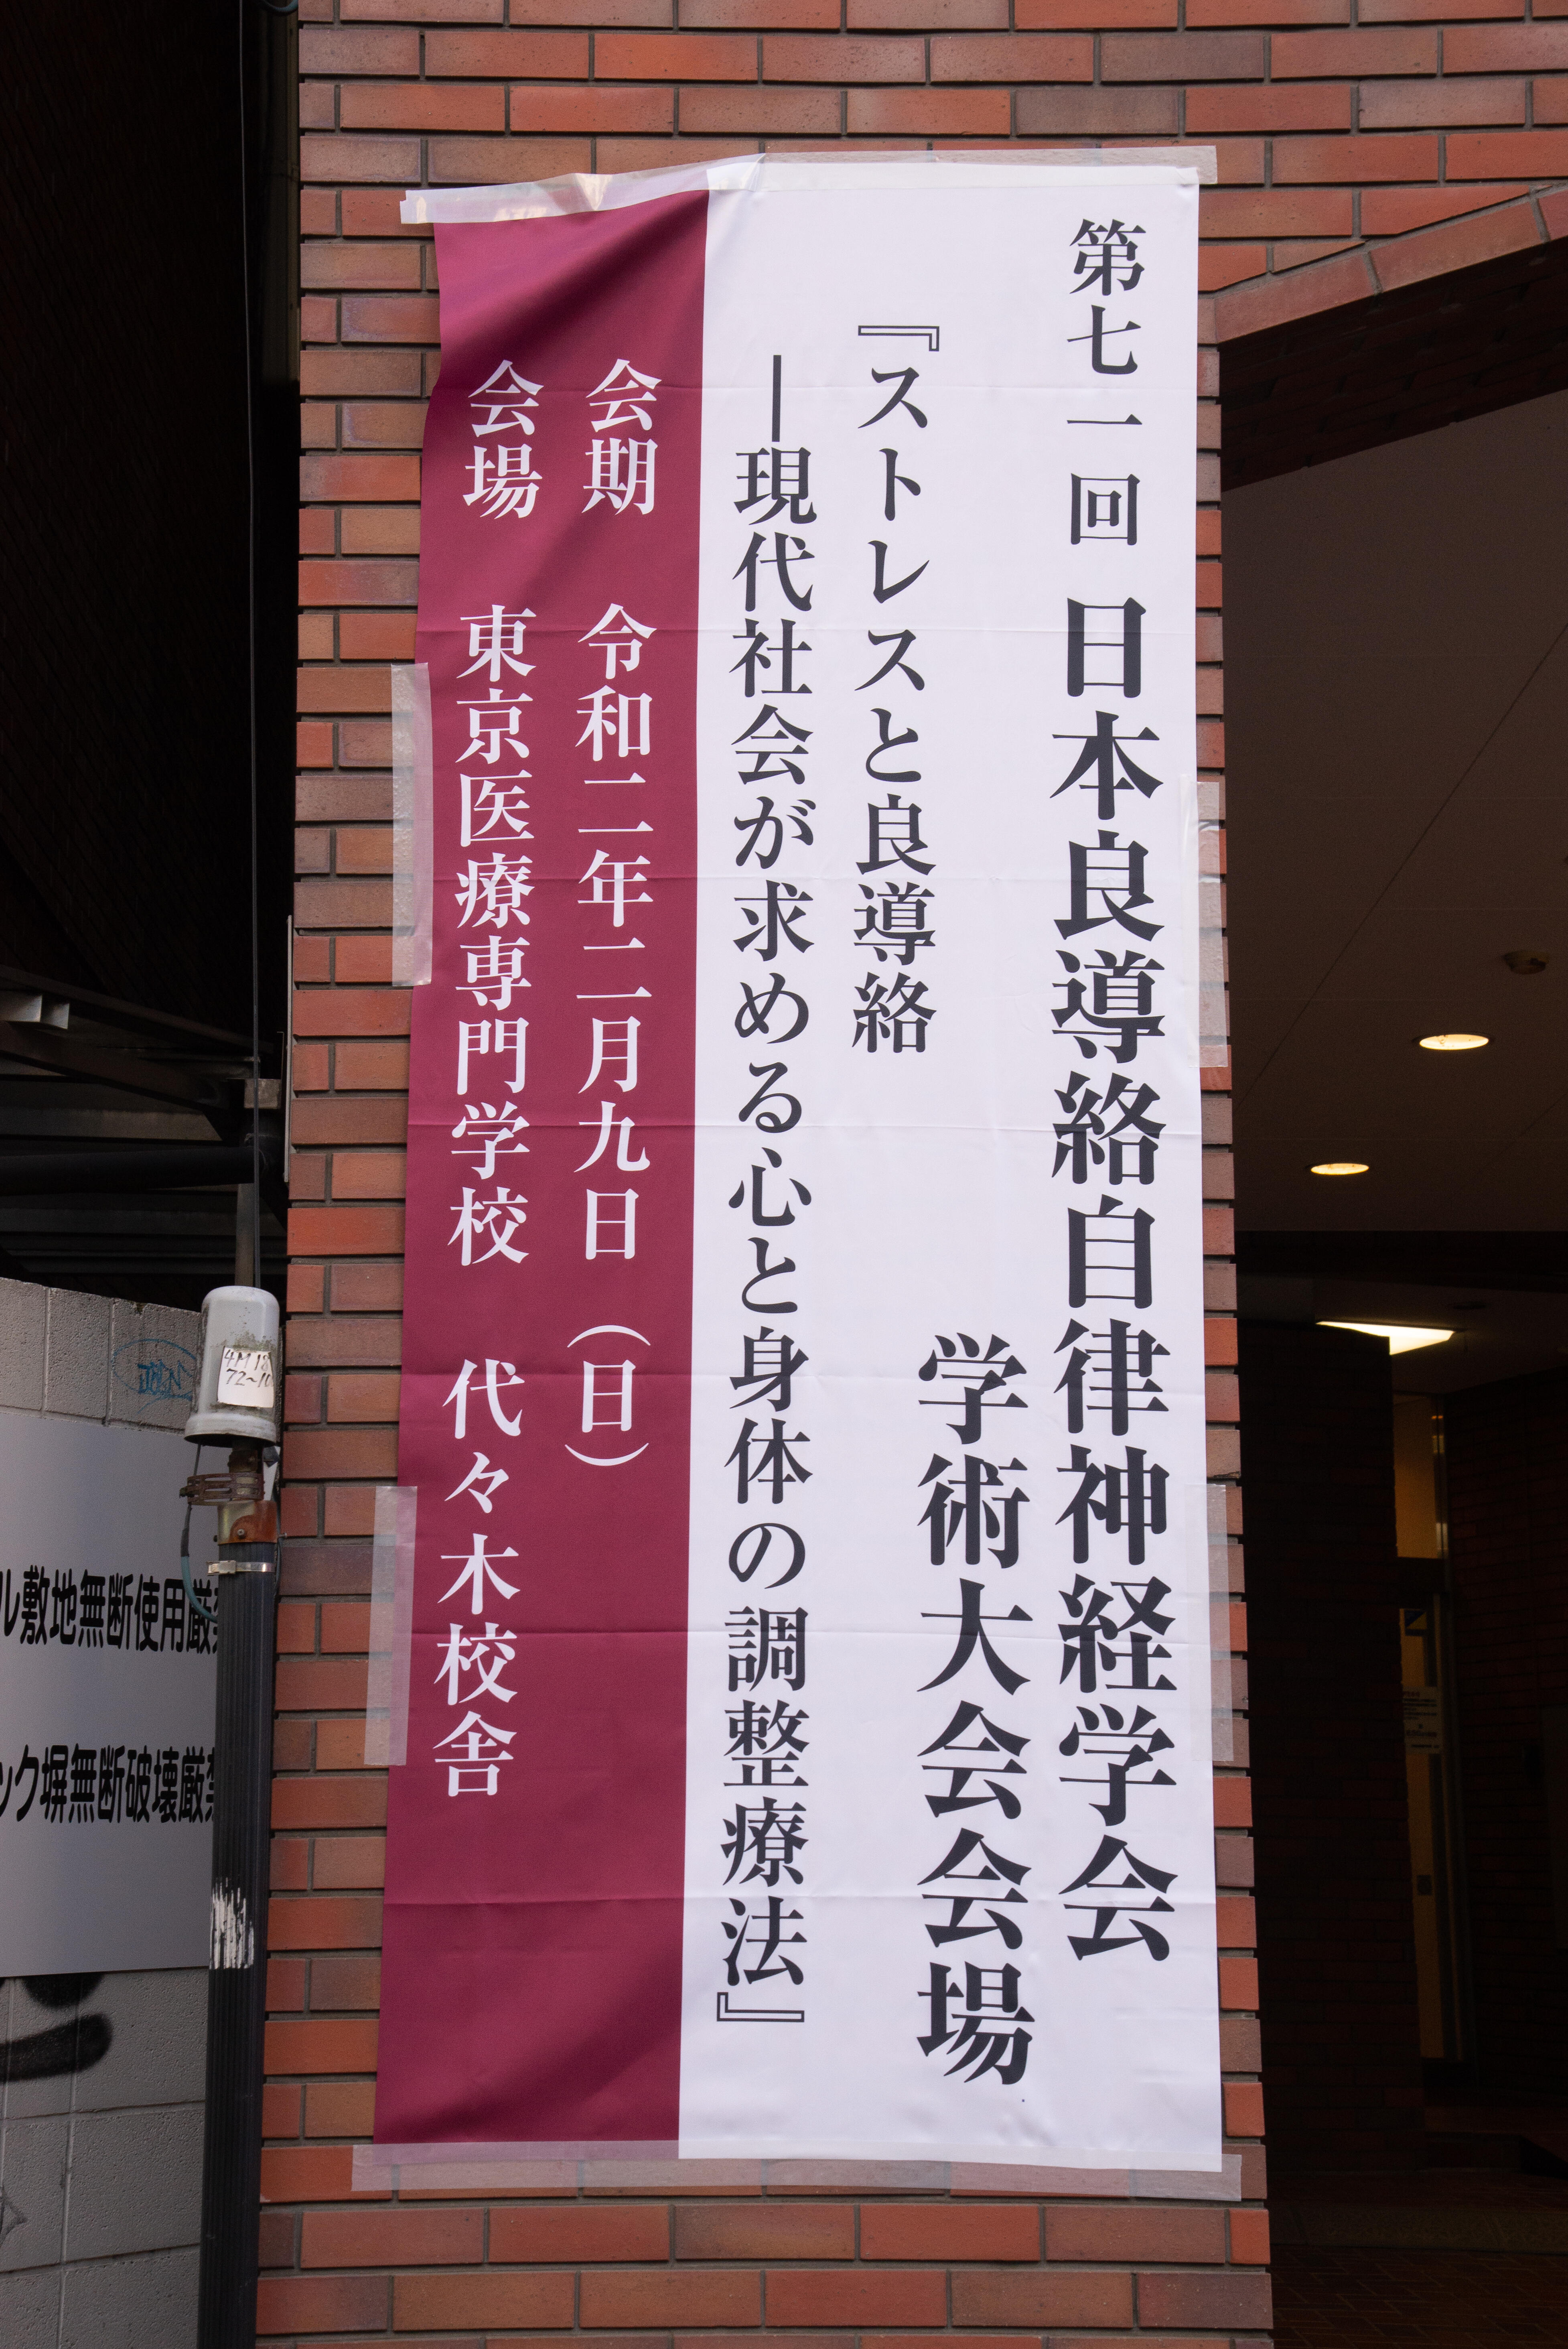 第七一回 日本良導絡自律神経学会
学術大会会場
『ストレスと良導絡
―現代社会が求める心と身体の調整療法』
会期 令和二年二月九日（日）
会場 東京医療専門学校 代々木校舎
ル敷地無断使用厳禁
ック塀無断破壊厳禁